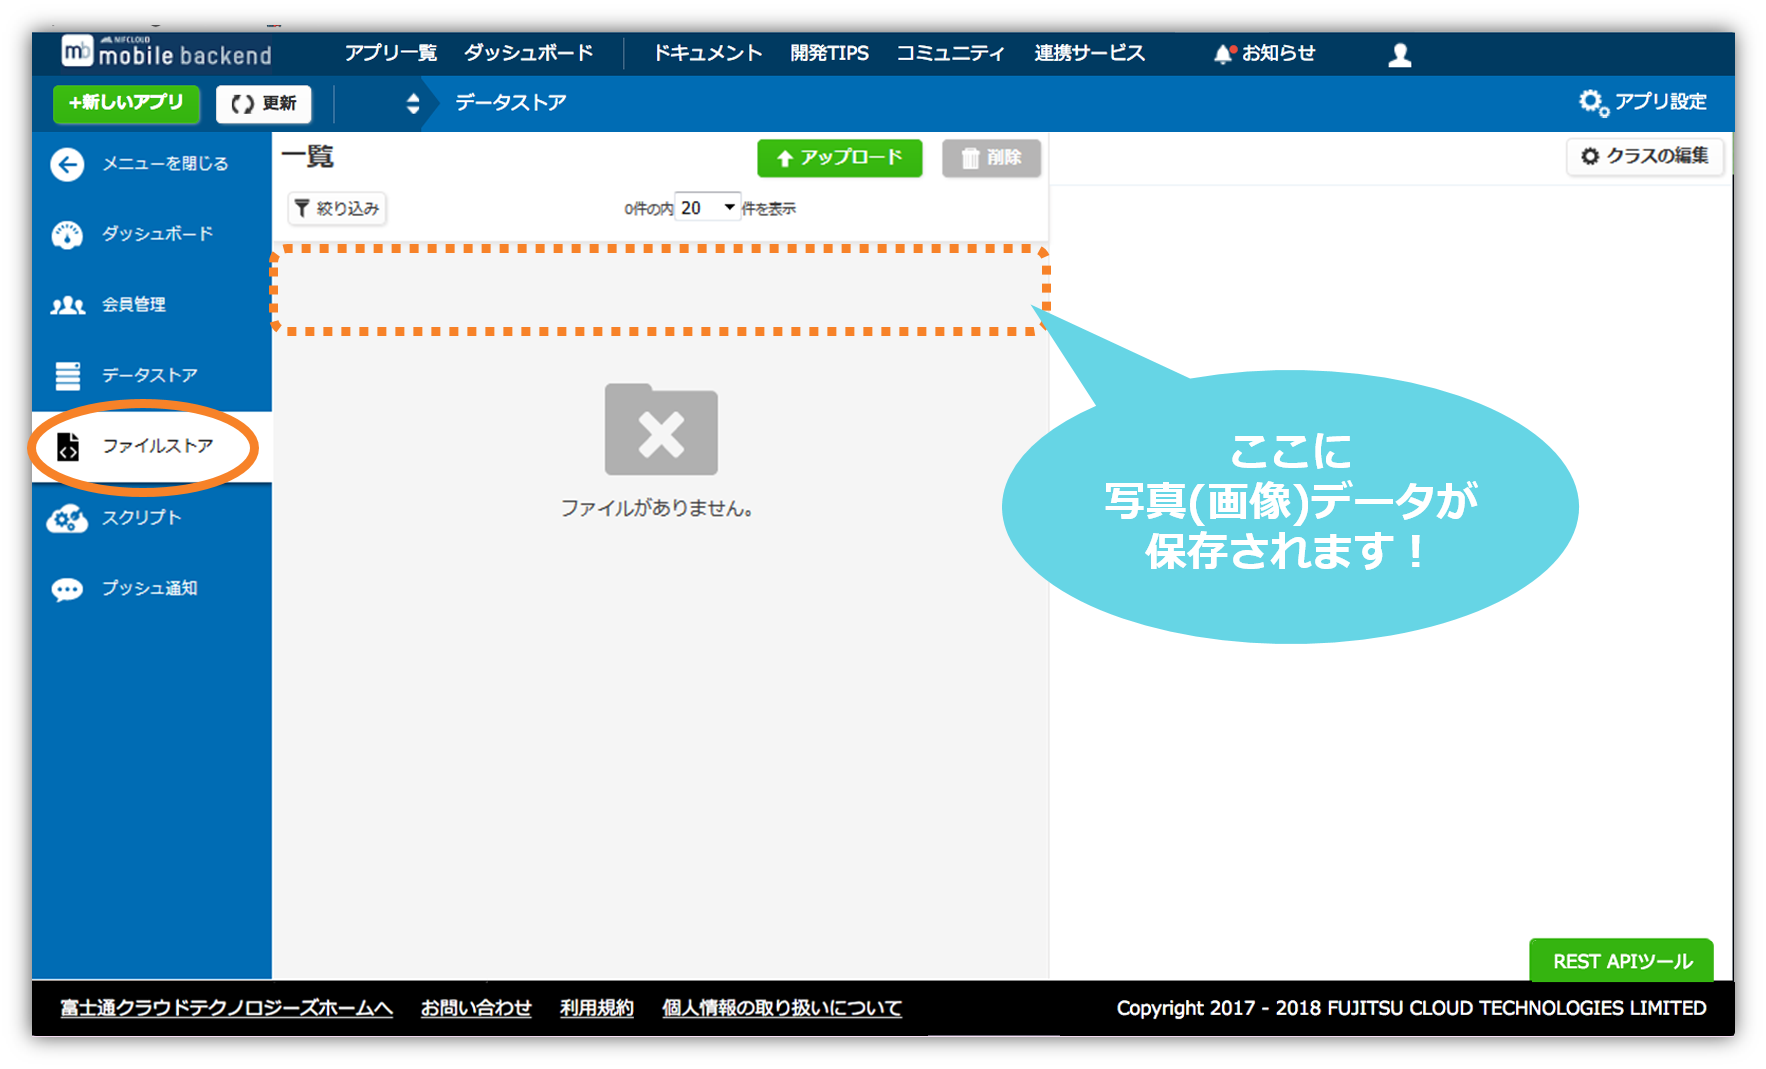 mb NIFCLOUD mobile backend
アプリ一覧 ダッシュボード ドキュメント 開発TIPS コミュニティ 連携サービス お知らせ
+新しいアプリ 更新 データストア アプリ設定
メニューを閉じる
ダッシュボード
会員管理
データストア
ファイルストア
スクリプト
プッシュ通知
一覧 アップロード 削除 クラスの編集
絞り込み 0件の内 20 件を表示
ファイルがありません。
ここに
写真(画像)データが
保存されます！
REST APIツール
富士通クラウドテクノロジーズホームへ お問い合わせ 利用規約 個人情報の取り扱いについて Copyright 2017 - 2018 FUJITSU CLOUD TECHNOLOGIES LIMITED